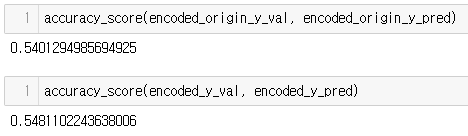 1 accuracy_score(encoded_origin_y_val, encoded_origin_y_pred)
0.5401294985694925
1 accuracy_score(encoded_y_val, encoded_y_pred)
0.5481102243638006